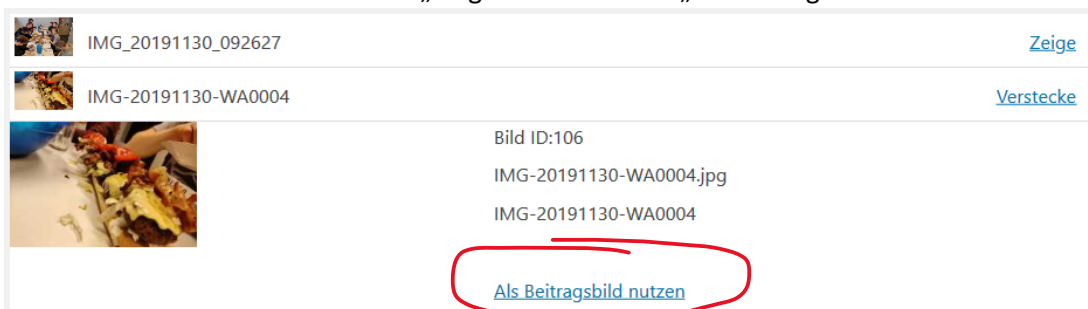 IMG_20191130_092627 Zeige
IMG-20191130-WA0004 Verstecke
Bild ID:106
IMG-20191130-WA0004.jpg
IMG-20191130-WA0004
Als Beitragsbild nutzen